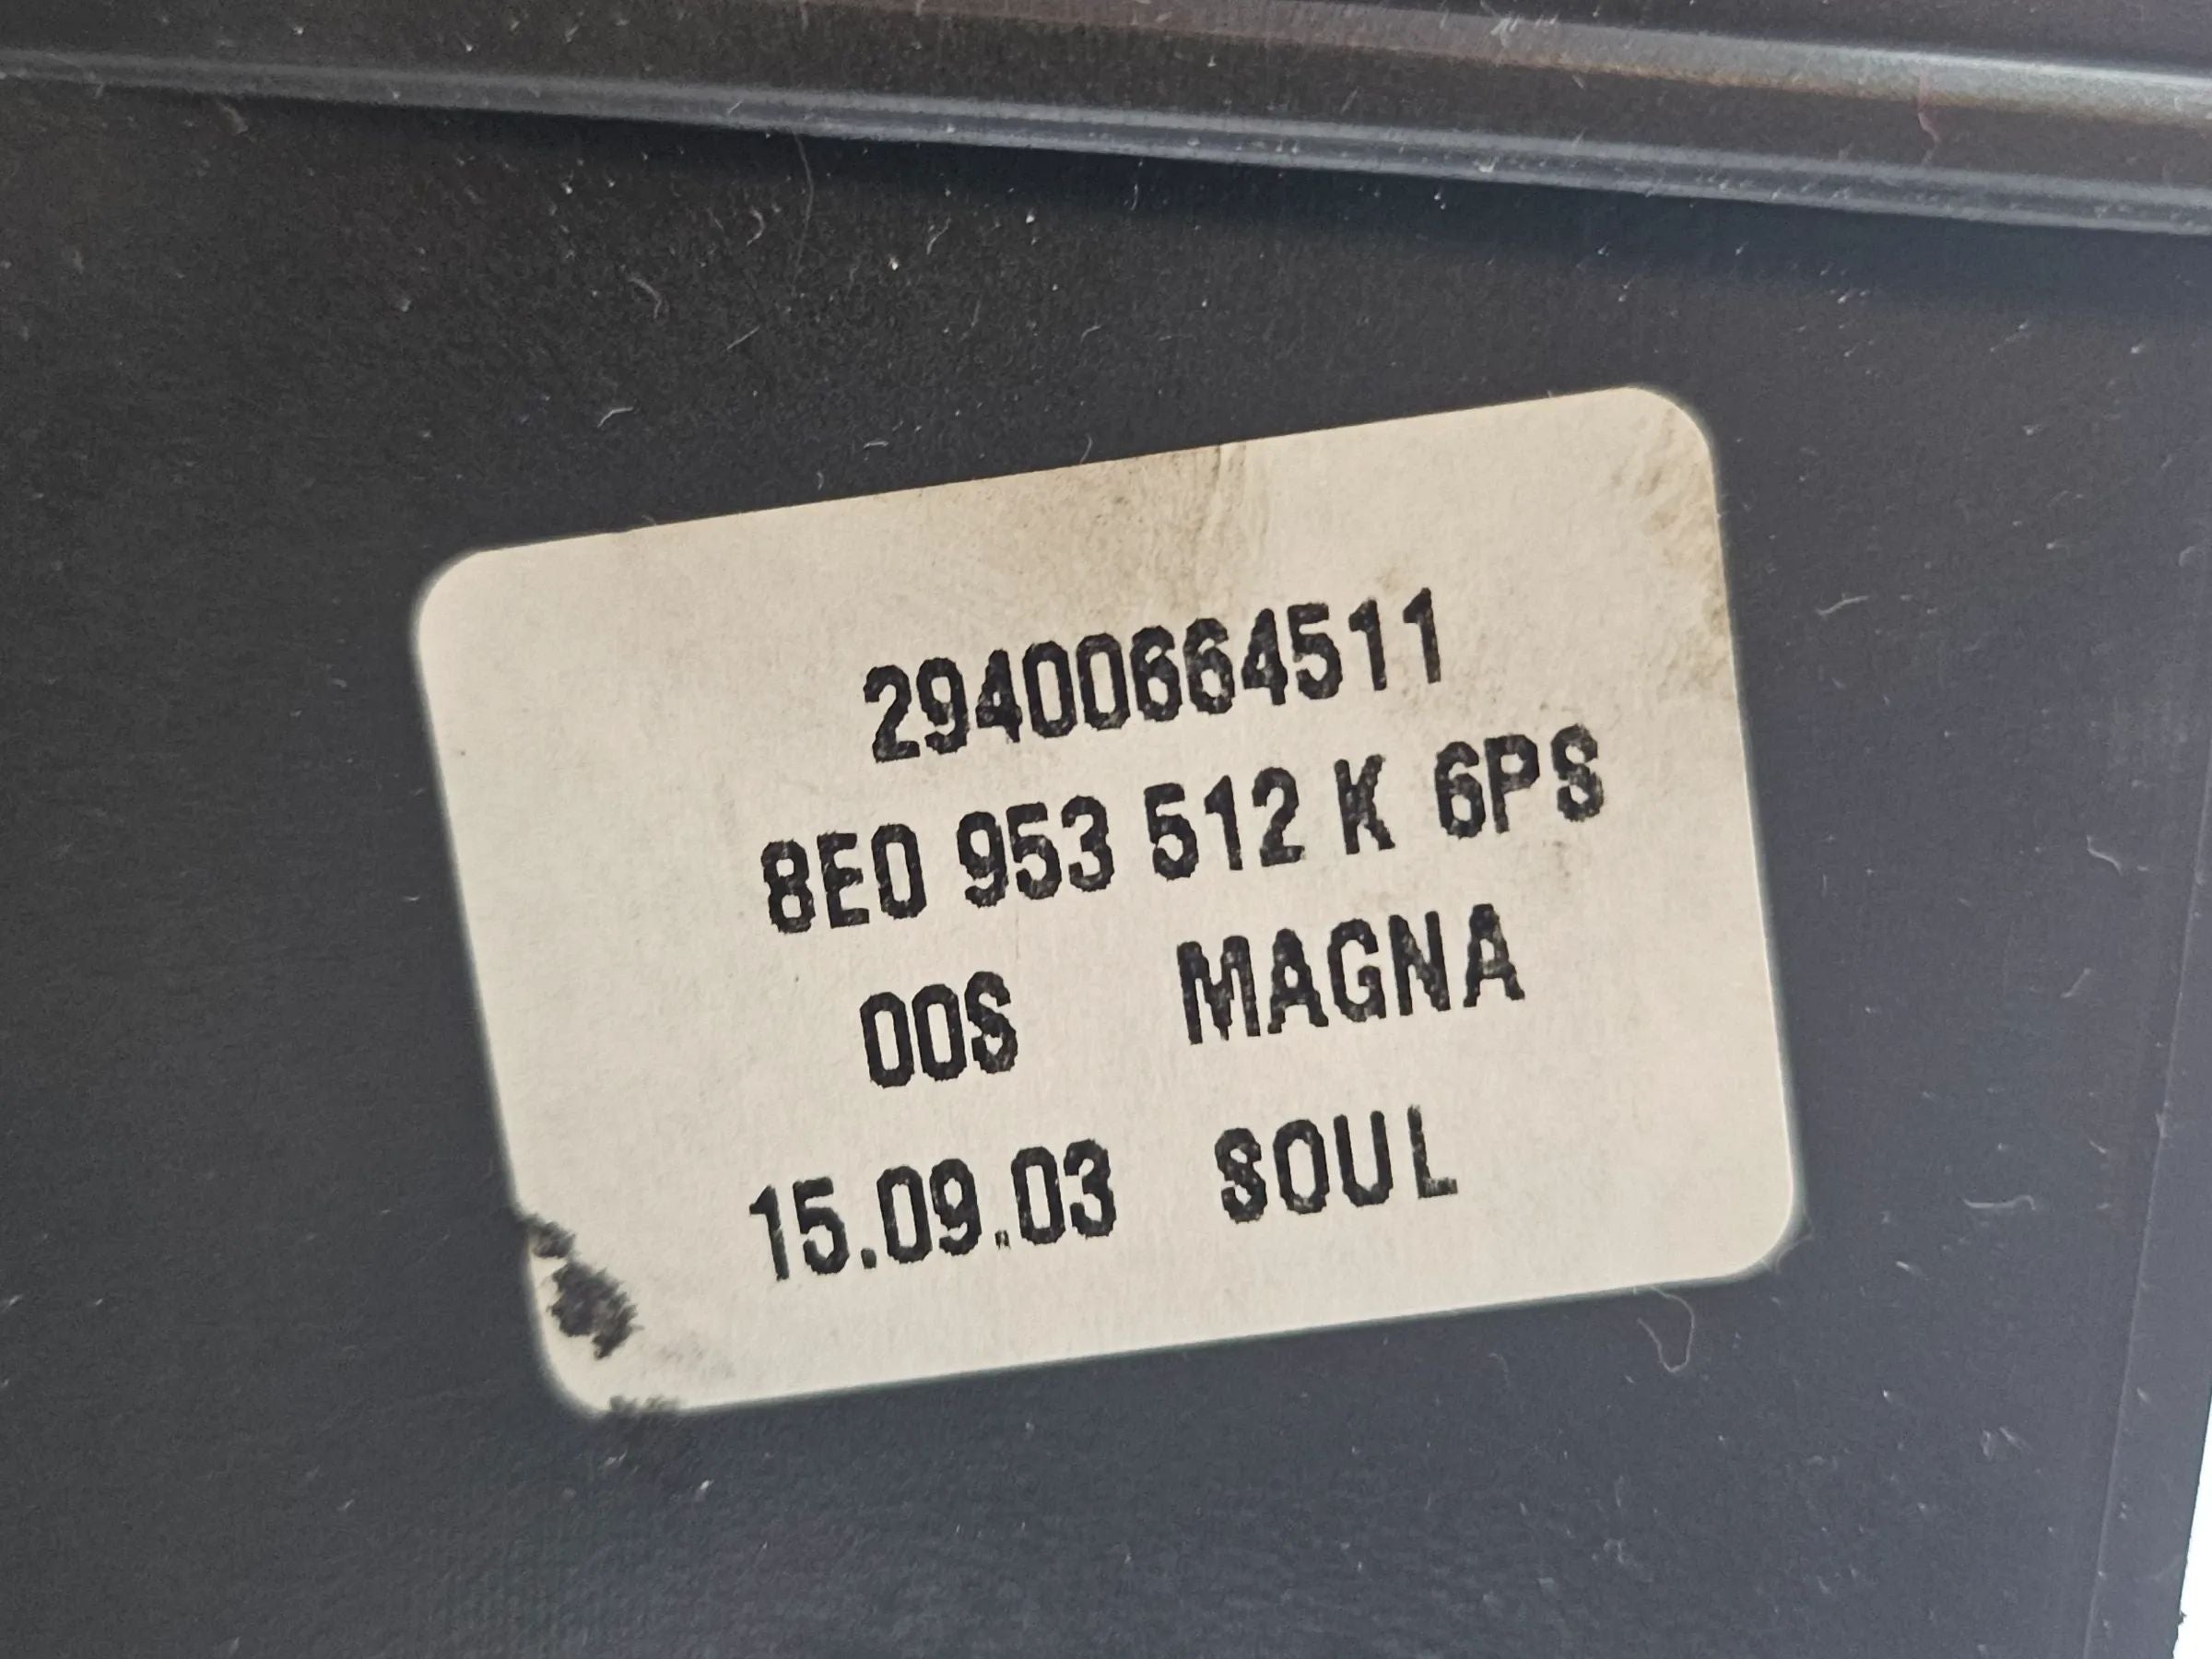 29400664511
8E0 953 512 K 6PS
00S MAGNA
15.09.03 SOUL